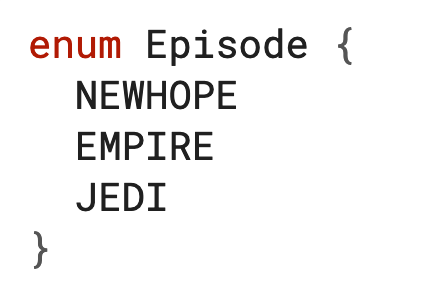 enum Episode {
  NEWHOPE
  EMPIRE
  JEDI
}